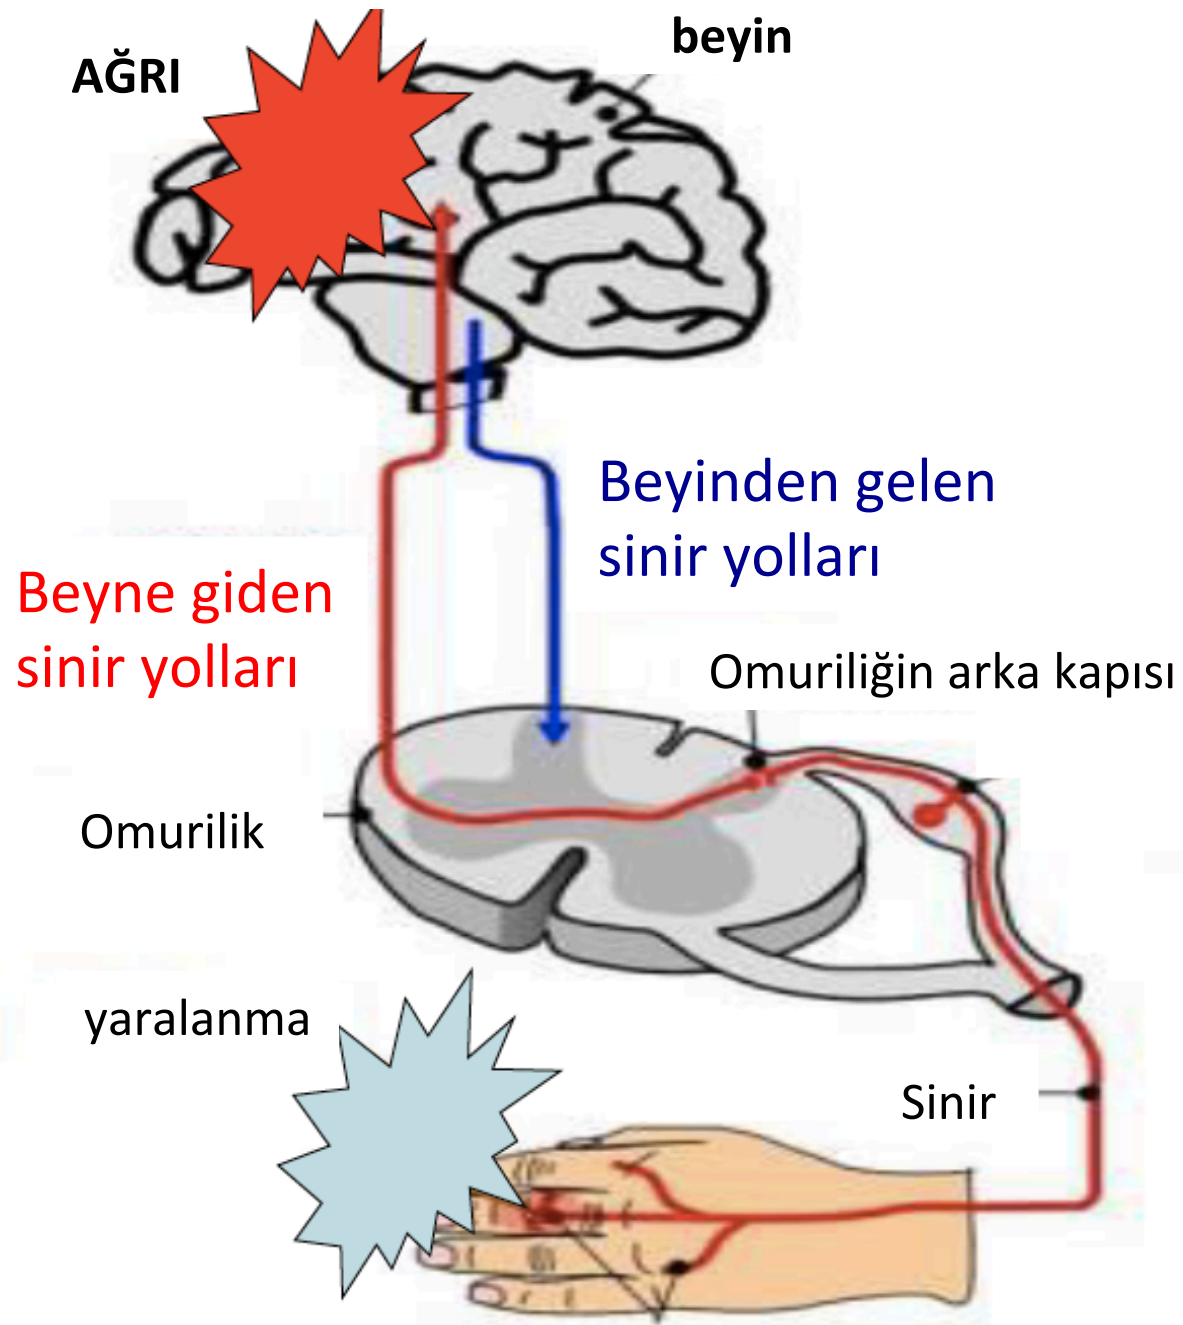 beyin
AĞRI
Beyinden gelen
sinir yolları
Beyne giden
sinir yolları
Omuriliğin arka kapısı
Omurilik
yaralanma
Sinir